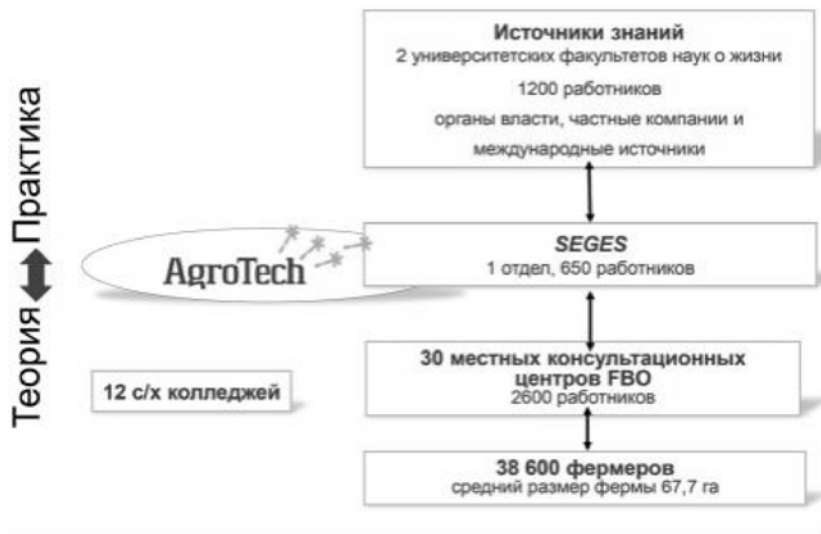 Источники знаний
2 университетских факультетов наук о жизни
1200 работников
органы власти, частные компании и
международные источники
Теория Практика
AgroTech
SEGES
1 отдел, 650 работников
30 местных консультационных
центров FBO
2600 работников
12 с/х колледжей
38 600 фермеров
средний размер фермы 67,7 га